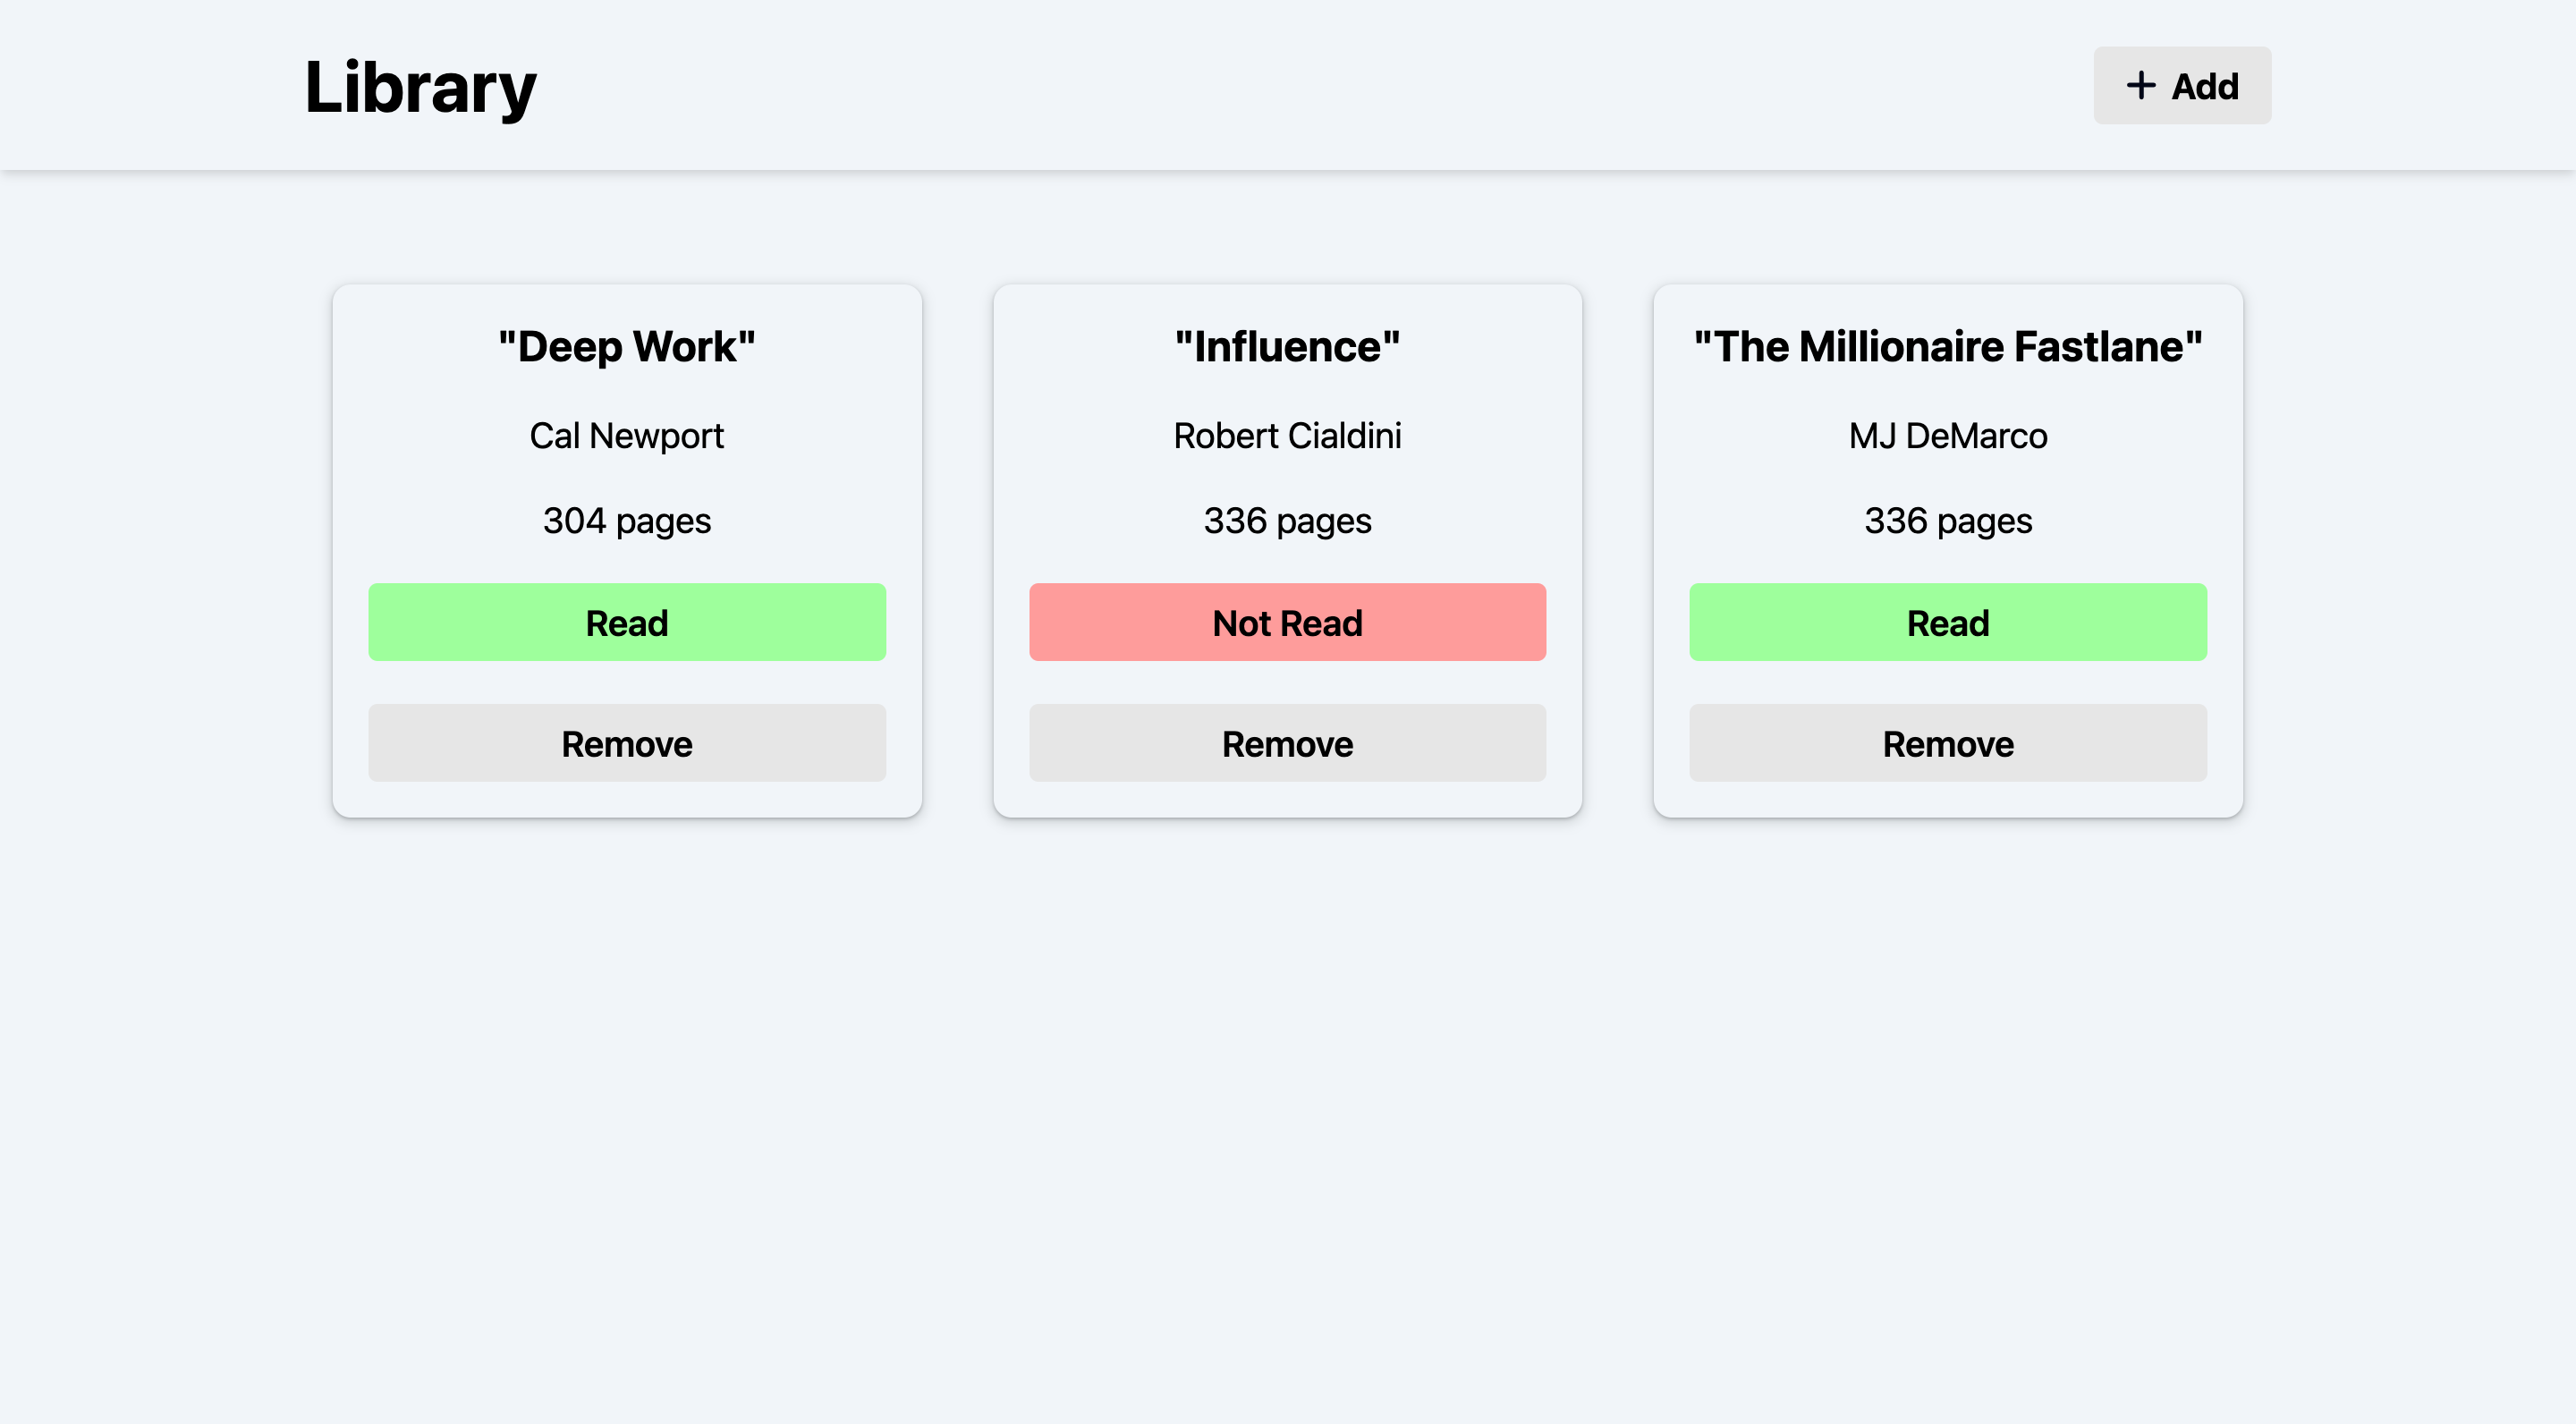 Library
+ Add
"Deep Work"
Cal Newport
304 pages
Read
Remove
"Influence"
Robert Cialdini
336 pages
Not Read
Remove
"The Millionaire Fastlane"
MJ DeMarco
336 pages
Read
Remove